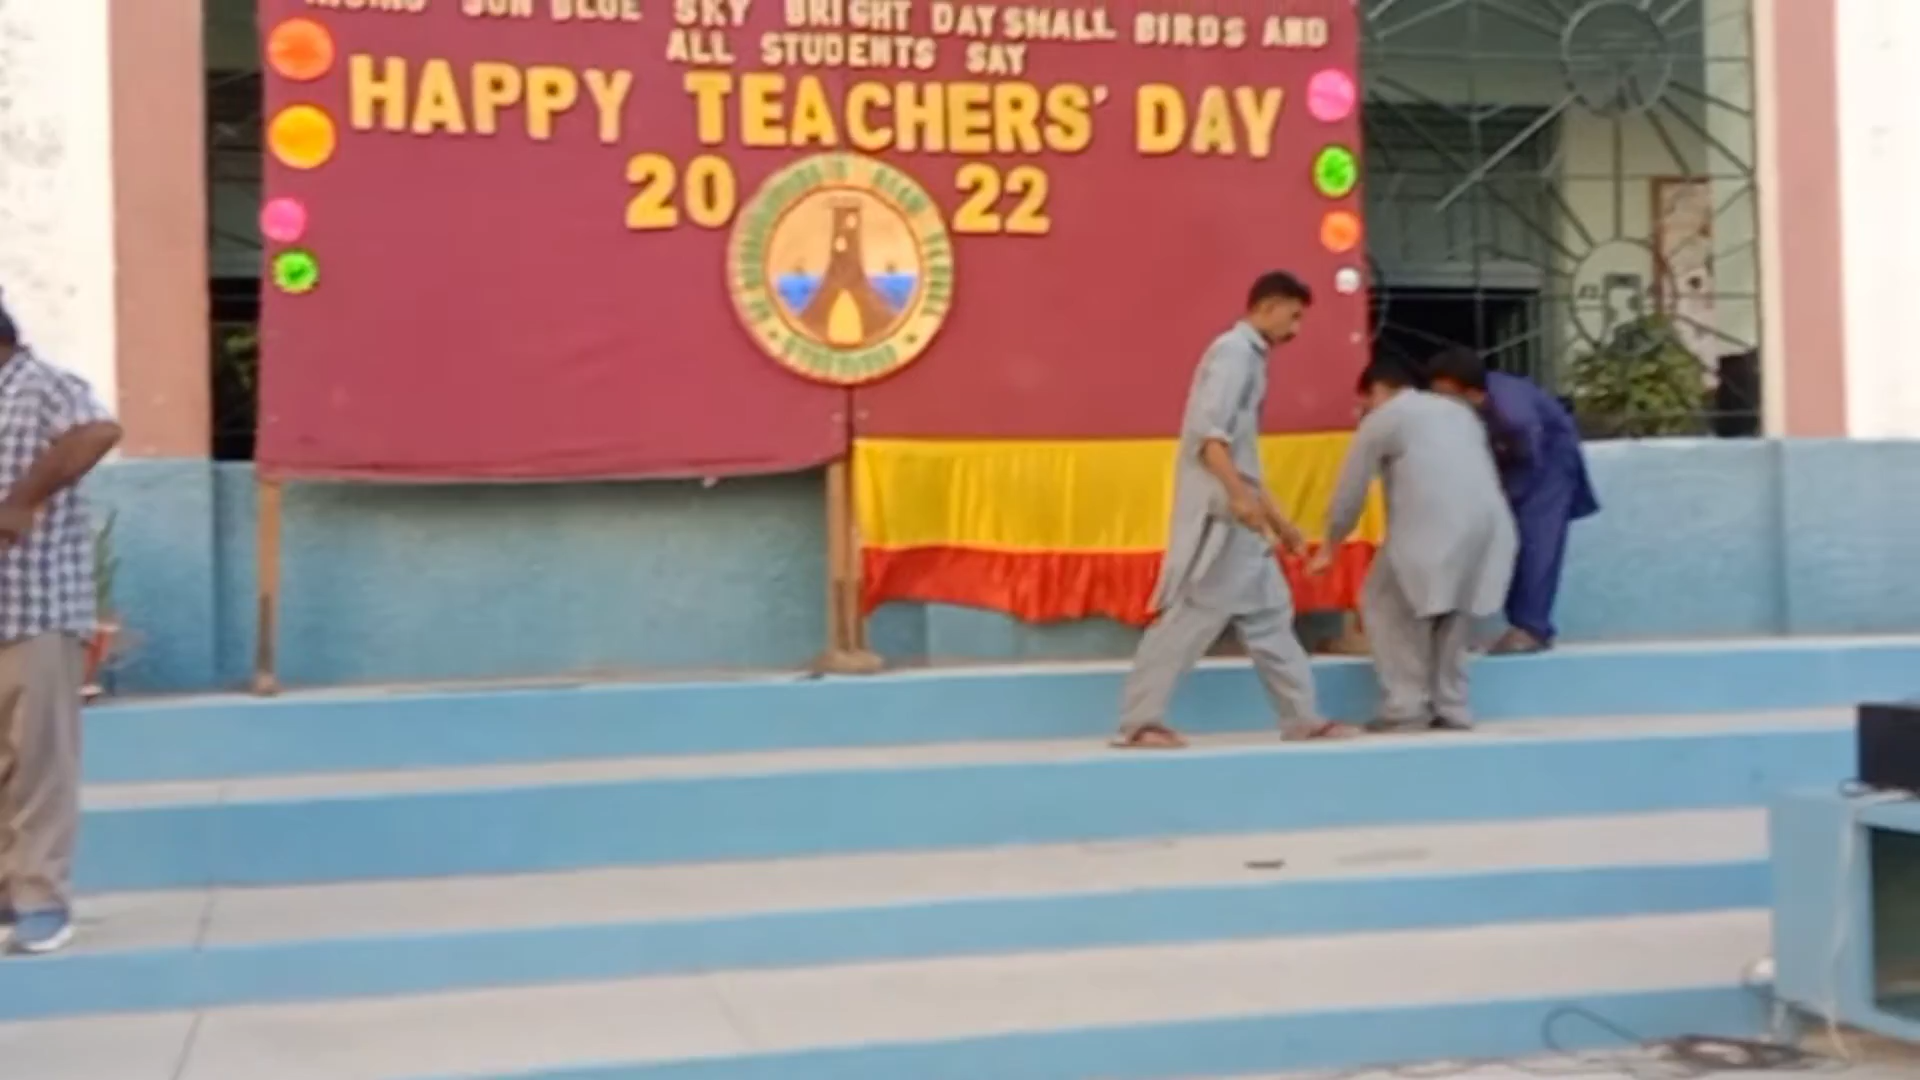 SUN BLUE SKY BRIGHT DAY SMALL BIRDS AND
ALL STUDENTS SAY
HAPPY TEACHERS' DAY
20 22